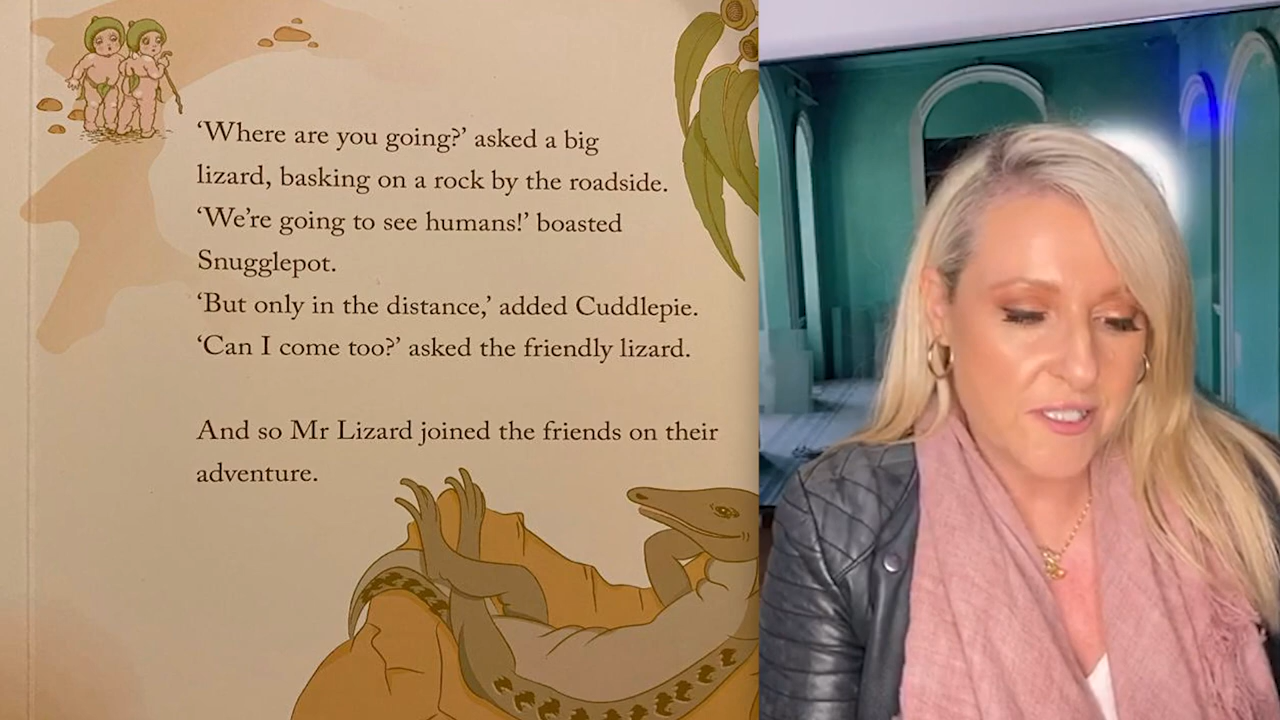 ‘Where are you going?’ asked a big
lizard, basking on a rock by the roadside.
‘We’re going to see humans!’ boasted
Snugglepot.
‘But only in the distance,’ added Cuddlepie.
‘Can I come too?’ asked the friendly lizard.
And so Mr Lizard joined the friends on their
adventure.